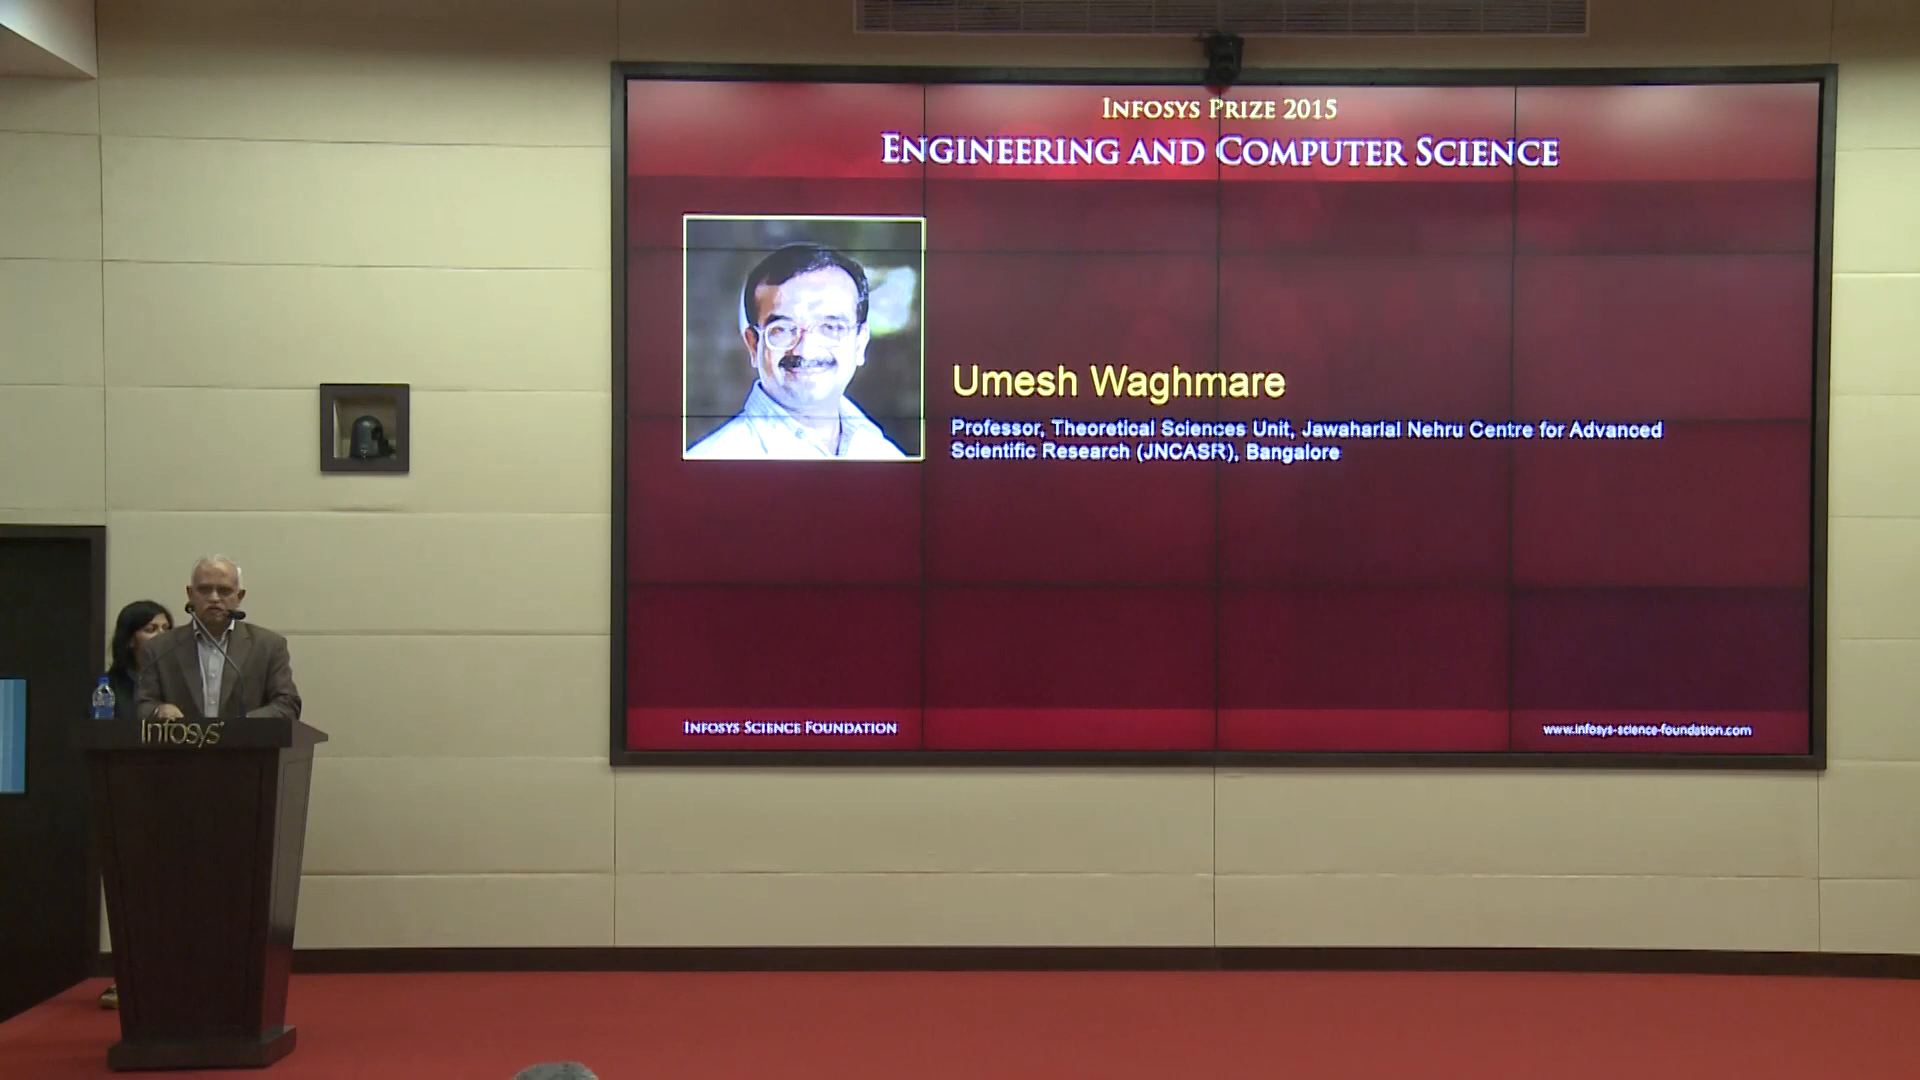 INFOSYS PRIZE 2015
ENGINEERING AND COMPUTER SCIENCE
Umesh Waghmare
Professor, Theoretical Sciences Unit, Jawaharlal Nehru Centre for Advanced
Scientific Research (JNCASR), Bangalore
INFOSYS SCIENCE FOUNDATION
www.infosys-science-foundation.com
Infosys®